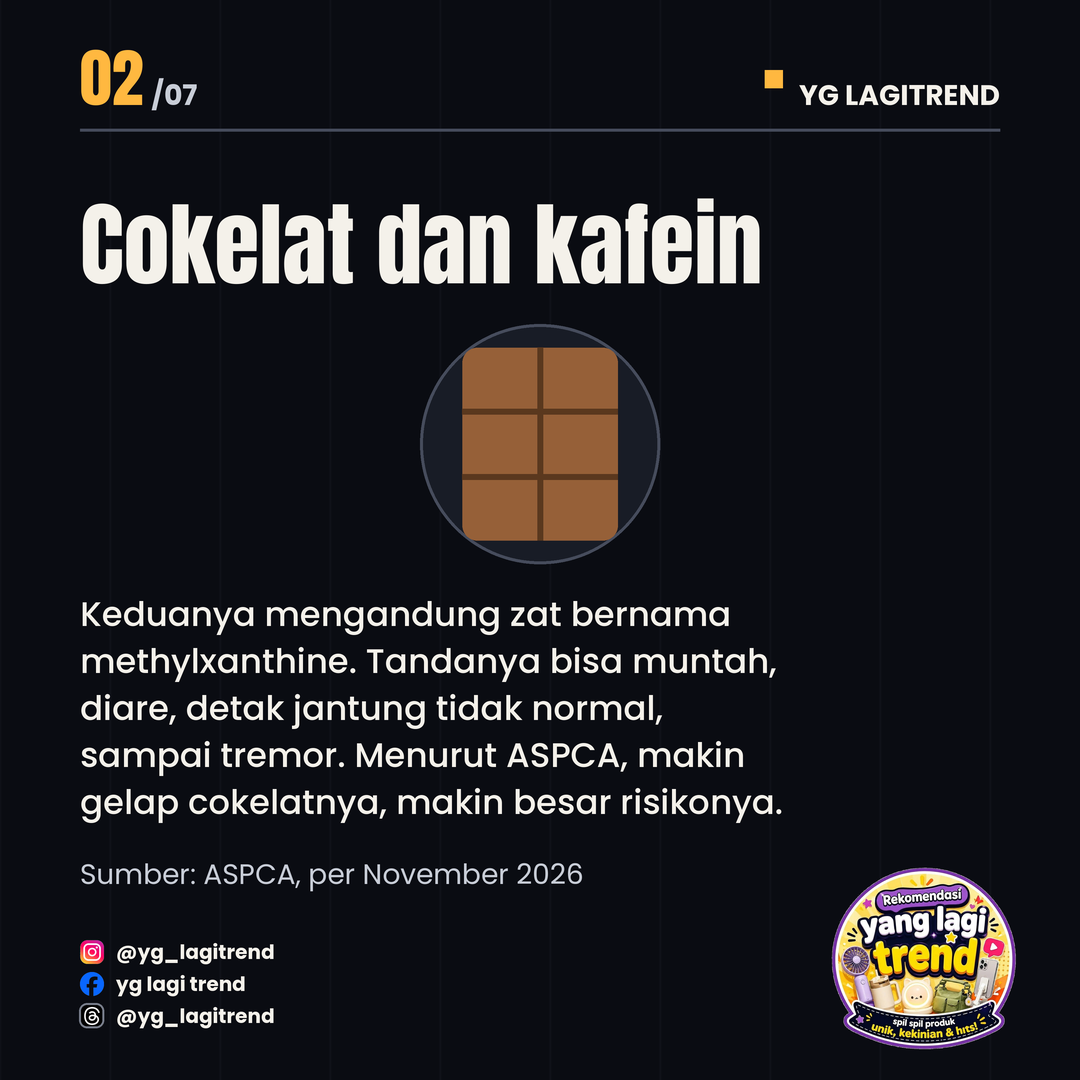 02 /07
YG LAGITREND
Cokelat dan kafein
Keduanya mengandung zat bernama
methylxanthine. Tandanya bisa muntah,
diare, detak jantung tidak normal,
sampai tremor. Menurut ASPCA, makin
gelap cokelatnya, makin besar risikonya.
Sumber: ASPCA, per November 2026
@yg_lagitrend
yg lagi trend
@yg_lagitrend
Rekomendasi
yang lagi
trend
spil spil produk
unik, kekinian & hits!